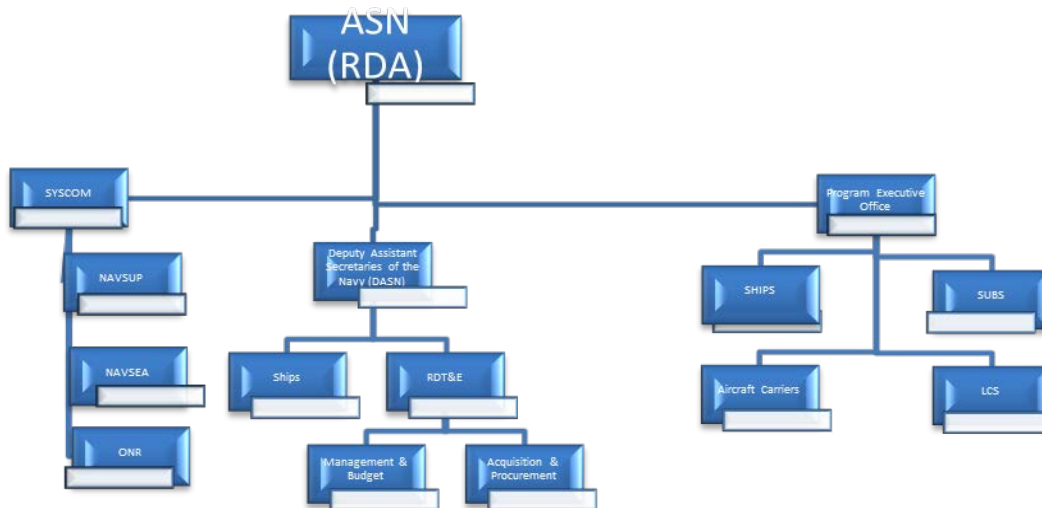 ASN
(RDA)
SYSCOM
Program Executive
Office
Deputy Assistant
Secretaries of the
Navy (DASN)
NAVSUP
SHIPS
SUBS
NAVSEA
Ships
RDT&E
Aircraft Carriers
LCS
ONR
Management &
Budget
Acquisition &
Procurement